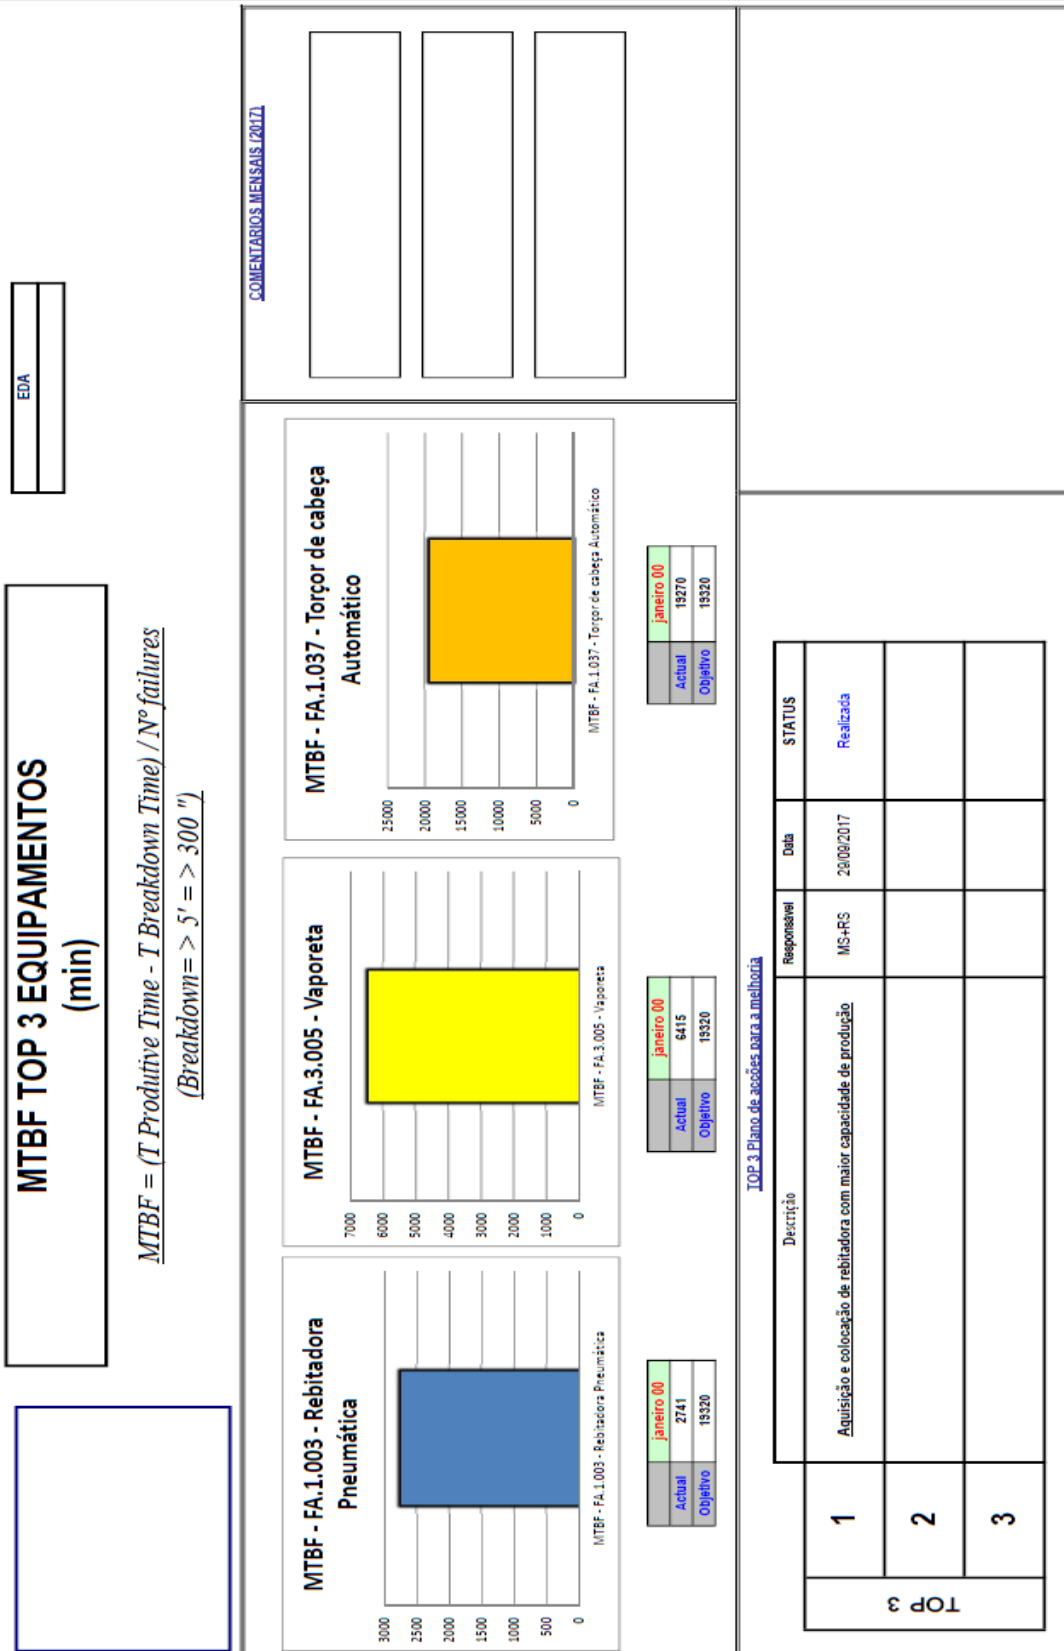 MTBF TOP 3 EQUIPAMENTOS
(min)
EDA
MTBF = (T Produtive Time - T Breakdown Time) / Nº failures
(Breakdown= > 5' = > 300 ")
MTBF - FA.1.003 - Rebitadora
Pneumática
3000
2500
2000
1500
1000
500
0
MTBF - FA.1.003 - Rebitadora Pneumática
janeiro 00
Actual 2741
Objetivo 19320
MTBF - FA.3.005 - Vaporeta
7000
6000
5000
4000
3000
2000
1000
0
MTBF - FA.3.005 - Vaporeta
janeiro 00
Actual 6415
Objetivo 19320
MTBF - FA.1.037 - Torçor de cabeça
Automático
25000
20000
15000
10000
5000
0
MTBF - FA.1.037 - Torçor de cabeça Automático
janeiro 00
Actual 19270
Objetivo 19320
COMENTARIOS MENSAIS (2017)
TOP 3 Plano de acções para a melhoria
Descrição Responsável Data STATUS
TOP 3
1 Aquisição e colocação de rebitadora com maior capacidade de produção MS+RS 29/09/2017 Realizada
2
3